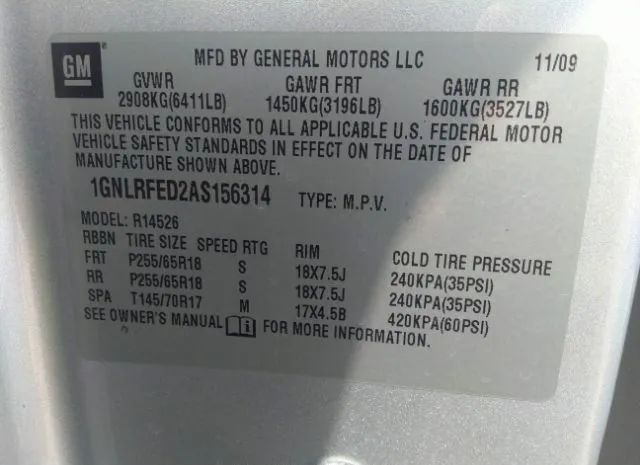 GM
MFD BY GENERAL MOTORS LLC 11/09
GVWR GAWR FRT GAWR RR
2908KG(6411LB) 1450KG(3196LB) 1600KG(3527LB)
THIS VEHICLE CONFORMS TO ALL APPLICABLE U.S. FEDERAL MOTOR
VEHICLE SAFETY STANDARDS IN EFFECT ON THE DATE OF
MANUFACTURE SHOWN ABOVE.
1GNLRFED2AS156314 TYPE: M.P.V.
MODEL: R14526
RBBN TIRE SIZE SPEED RTG RIM COLD TIRE PRESSURE
FRT P255/65R18 S 18X7.5J 240KPA(35PSI)
RR P255/65R18 S 18X7.5J 240KPA(35PSI)
SPA T145/70R17 M 17X4.5B 420KPA(60PSI)
SEE OWNER'S MANUAL i FOR MORE INFORMATION.